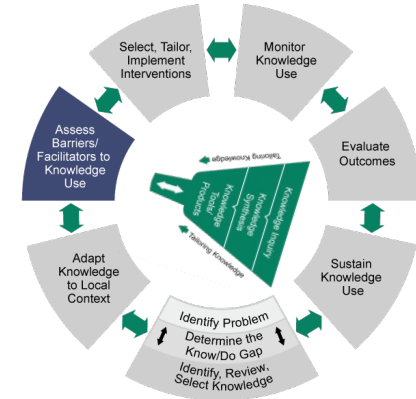 Select, Tailor,
Implement
Interventions
Monitor
Knowledge
Use
Assess
Barriers/
Facilitators to
Knowledge
Use
Evaluate
Outcomes
Tailoring Knowledge
Knowledge Inquiry
Knowledge
Synthesis
Knowledge
Tools/
Products
Tailoring Knowledge
Adapt
Knowledge
to Local
Context
Sustain
Knowledge
Use
Identify Problem
Determine the
Know/Do Gap
Identify, Review,
Select Knowledge